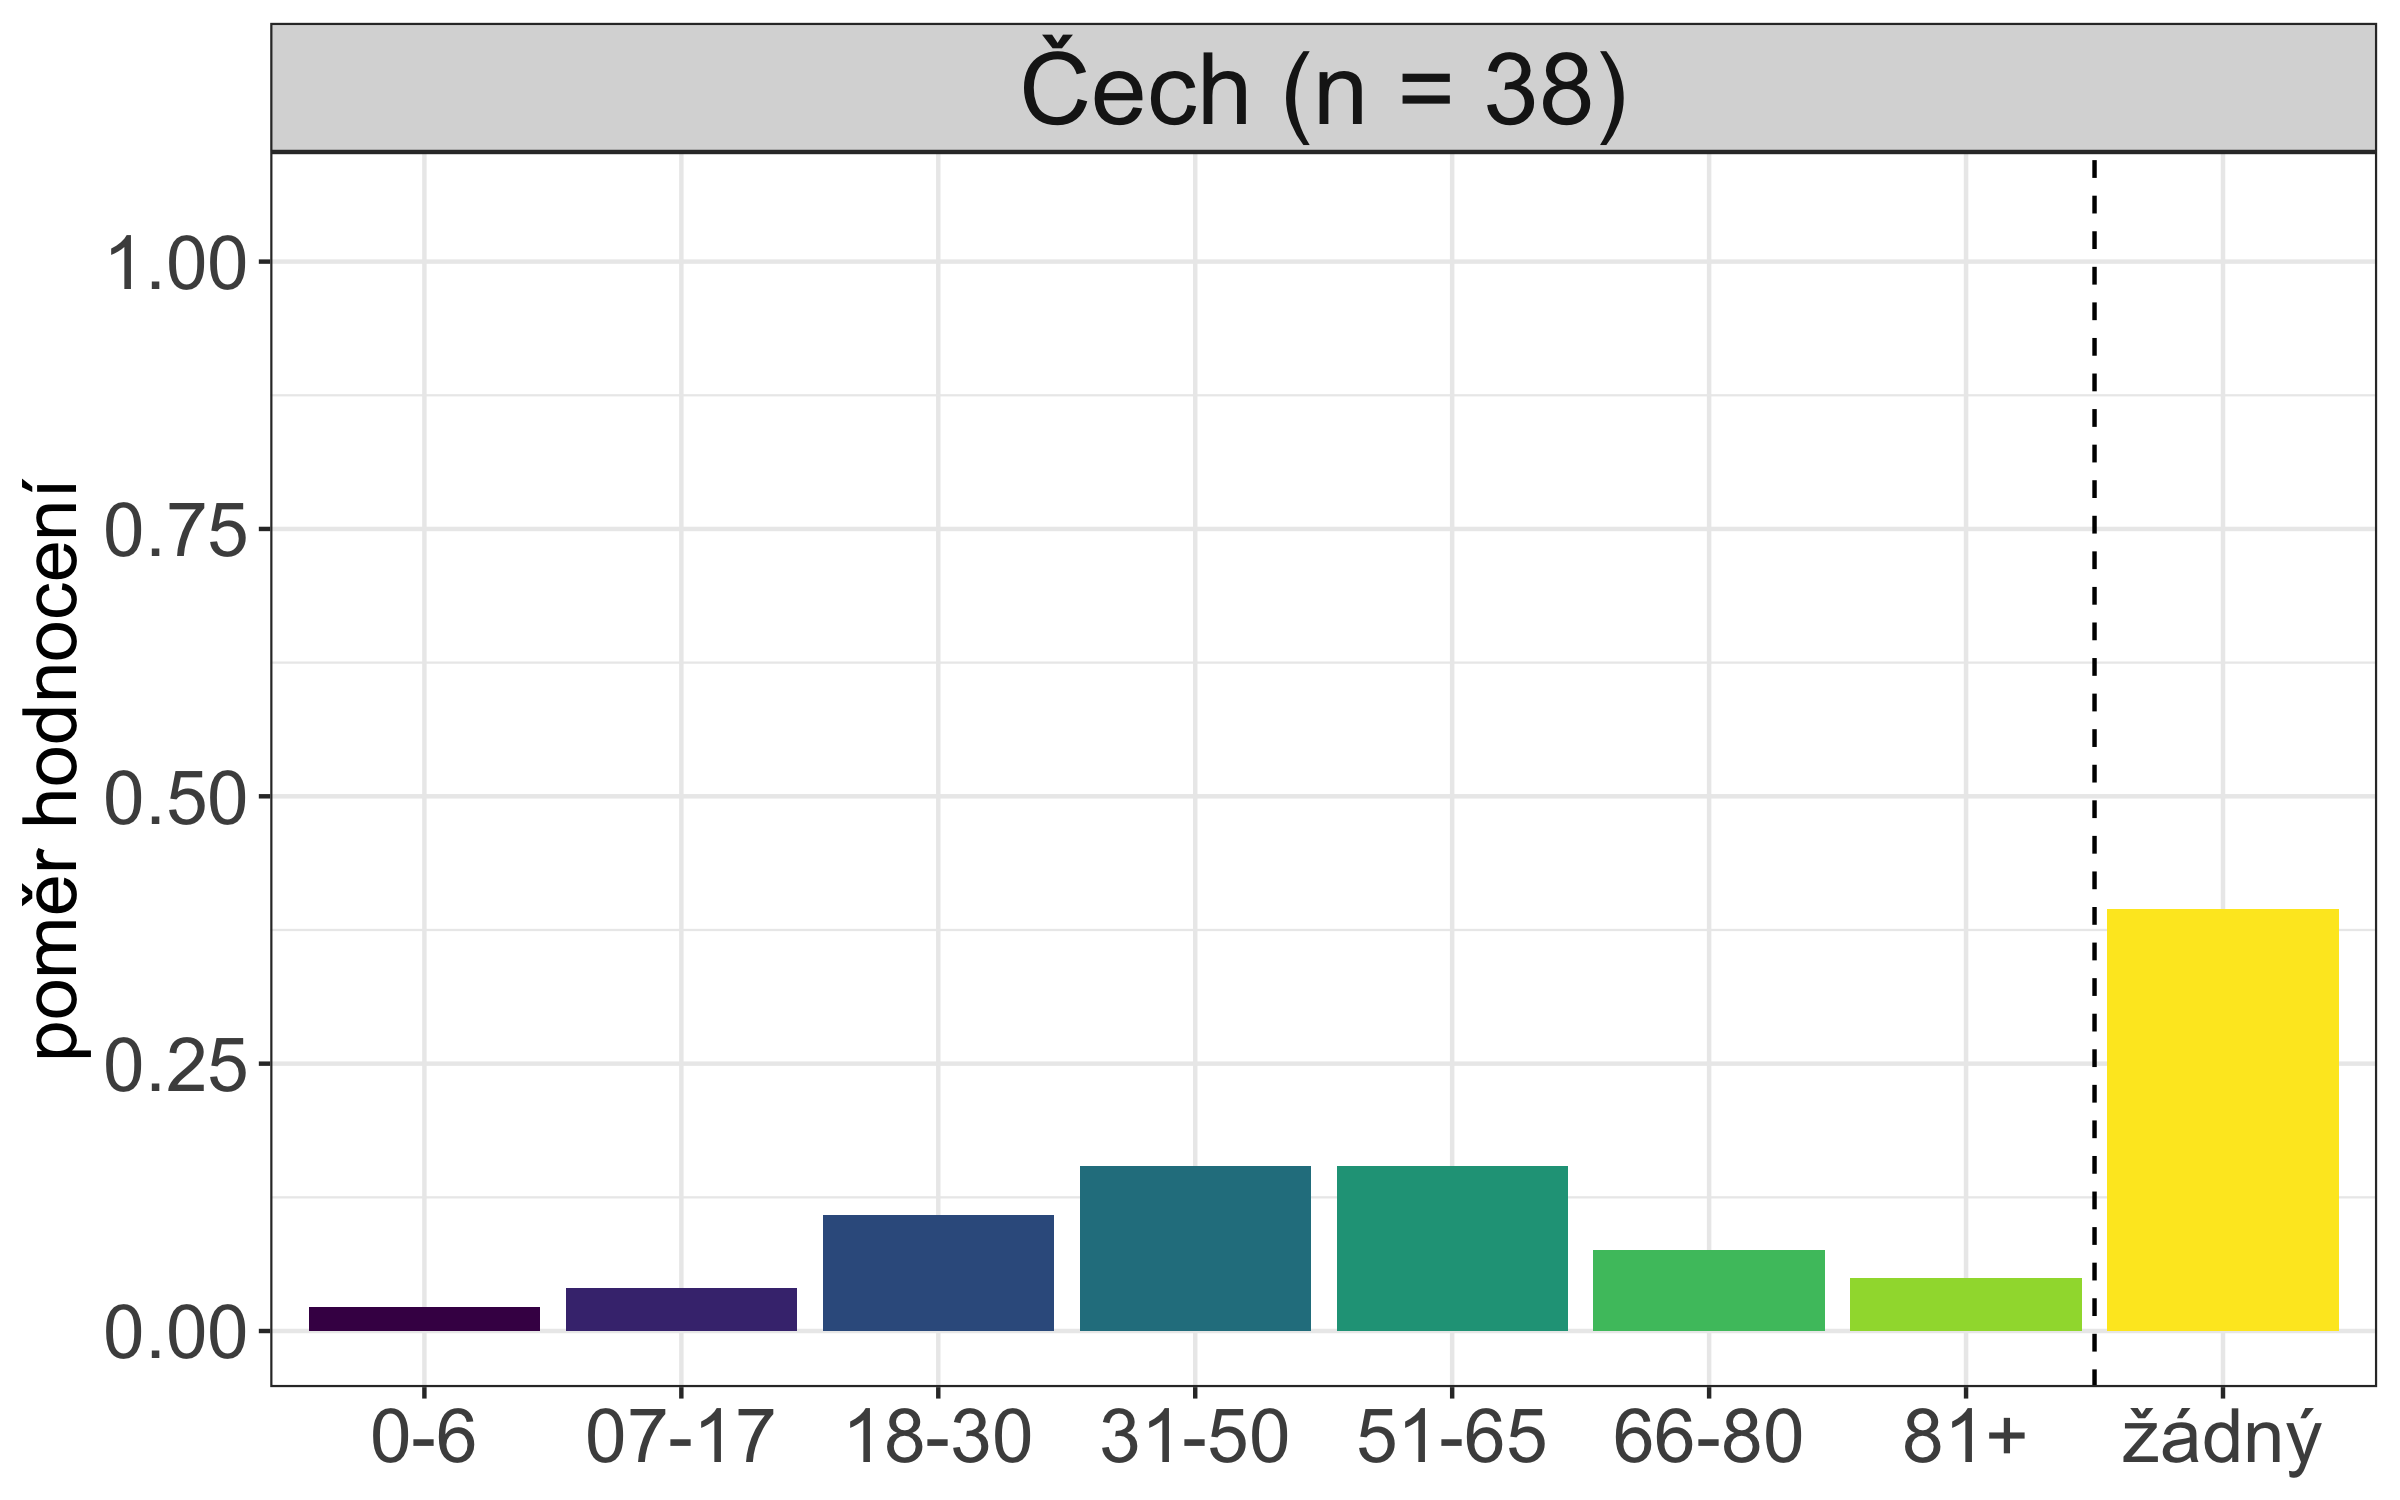 Čech (n = 38)
poměr hodnocení
1.00
0.75
0.50
0.25
0.00
0-6 07-17 18-30 31-50 51-65 66-80 81+ žádný